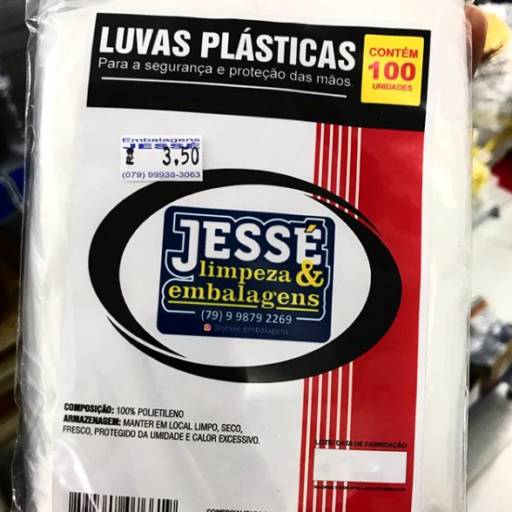 LUVAS PLÁSTICAS
Para a segurança e proteção das mãos.
CONTÉM
100
UNIDADES
Embalagens
JESSÉ
R$ 3,50
(079) 99938-3063
JESSÉ
limpeza &
embalagens
(79) 9 9879 2269
@jesse.embalagens
COMPOSIÇÃO: 100% POLIETILENO
ARMAZENAGEM: MANTER EM LOCAL LIMPO, SECO,
FRESCO, PROTEGIDO DA UMIDADE E CALOR EXCESSIVO.
LOTE/ DATA DE FABRICAÇÃO